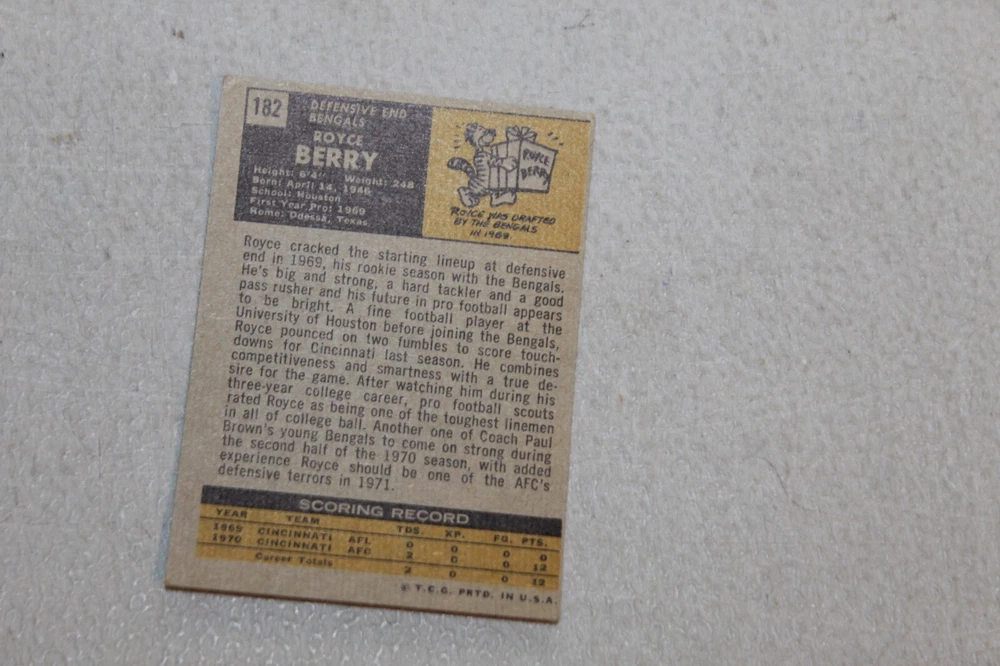 182
DEFENSIVE END
BENGALS
ROYCE
BERRY
Height: 6'4" Weight: 248
Born: April 14, 1946
School: Houston
First Year Pro: 1969
Home: Odessa, Texas
ROYCE BERRY
ROYCE WAS DRAFTED
BY THE BENGALS
IN 1969.
Royce cracked the starting lineup at defensive
end in 1969, his rookie season with the Bengals.
He's big and strong, a hard tackler and a good
pass rusher and his future in pro football appears
to be bright. A fine football player at the
University of Houston before joining the Bengals,
Royce pounced on two fumbles to score touch-
downs for Cincinnati last season. He combines
competitiveness and smartness with a true de-
sire for the game. After watching him during his
three-year college career, pro football scouts
rated Royce as being one of the toughest linemen
in all of college ball. Another one of Coach Paul
Brown's young Bengals to come on strong during
the second half of the 1970 season, with added
experience Royce should be one of the AFC's
defensive terrors in 1971.
SCORING RECORD
YEAR TEAM TDS. XP. FG. PTS.
1969 CINCINNATI AFL 0 0 0 0
1970 CINCINNATI AFC 2 0 0 12
Career Totals 2 0 0 12
© T.C.G. PRTD. IN U.S.A.